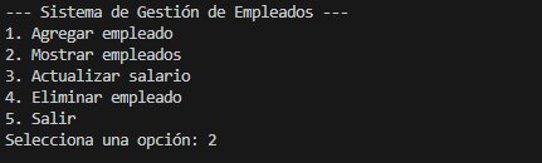 --- Sistema de Gestión de Empleados ---
1. Agregar empleado
2. Mostrar empleados
3. Actualizar salario
4. Eliminar empleado
5. Salir
Selecciona una opción: 2